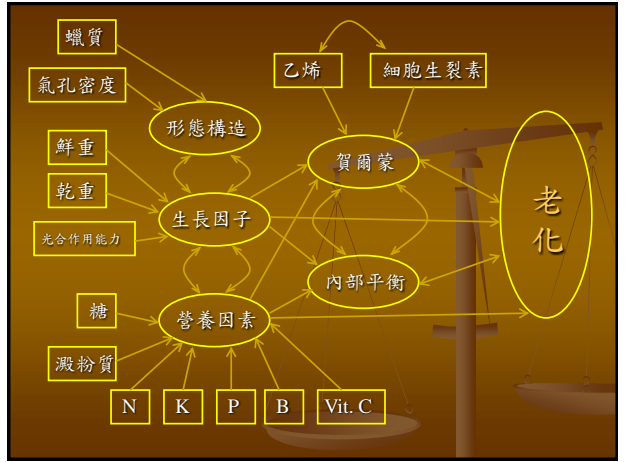 蠟質
乙烯
細胞生裂素
氣孔密度
形態構造
鮮重
賀爾蒙
乾重
生長因子
老化
光合作用能力
內部平衡
糖
營養因素
澱粉質
N
K
P
B
Vit. C